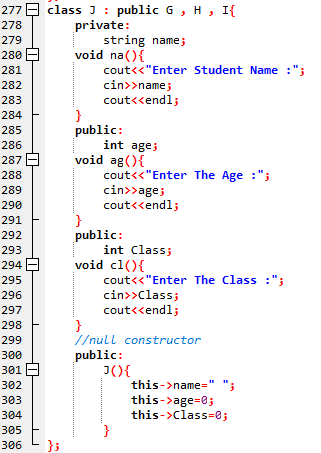 277 class J : public G , H , I{
278 private:
279 string name;
280 void na(){
281 cout<<"Enter Student Name :";
282 cin>>name;
283 cout<<endl;
284 }
285 public:
286 int age;
287 void ag(){
288 cout<<"Enter The Age :";
289 cin>>age;
290 cout<<endl;
291 }
292 public:
293 int Class;
294 void cl(){
295 cout<<"Enter The Class :";
296 cin>>Class;
297 cout<<endl;
298 }
299 //null constructor
300 public:
301 J(){
302 this->name=" ";
303 this->age=0;
304 this->Class=0;
305 }
306 };